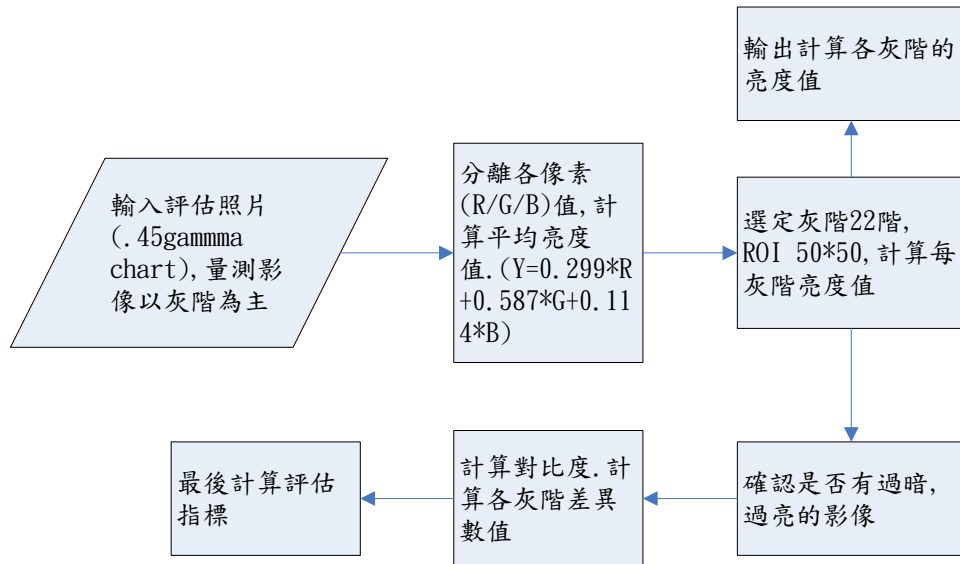 輸入評估照片
(.45gammma
chart),量測影
像以灰階為主
分離各像素
(R/G/B)值,計
算平均亮度
值.(Y=0.299*R
+0.587*G+0.11
4*B)
輸出計算各灰階的
亮度值
選定灰階22階,
ROI 50*50,計算每
灰階亮度值
確認是否有過暗,
過亮的影像
計算對比度.計
算各灰階差異
數值
最後計算評估
指標